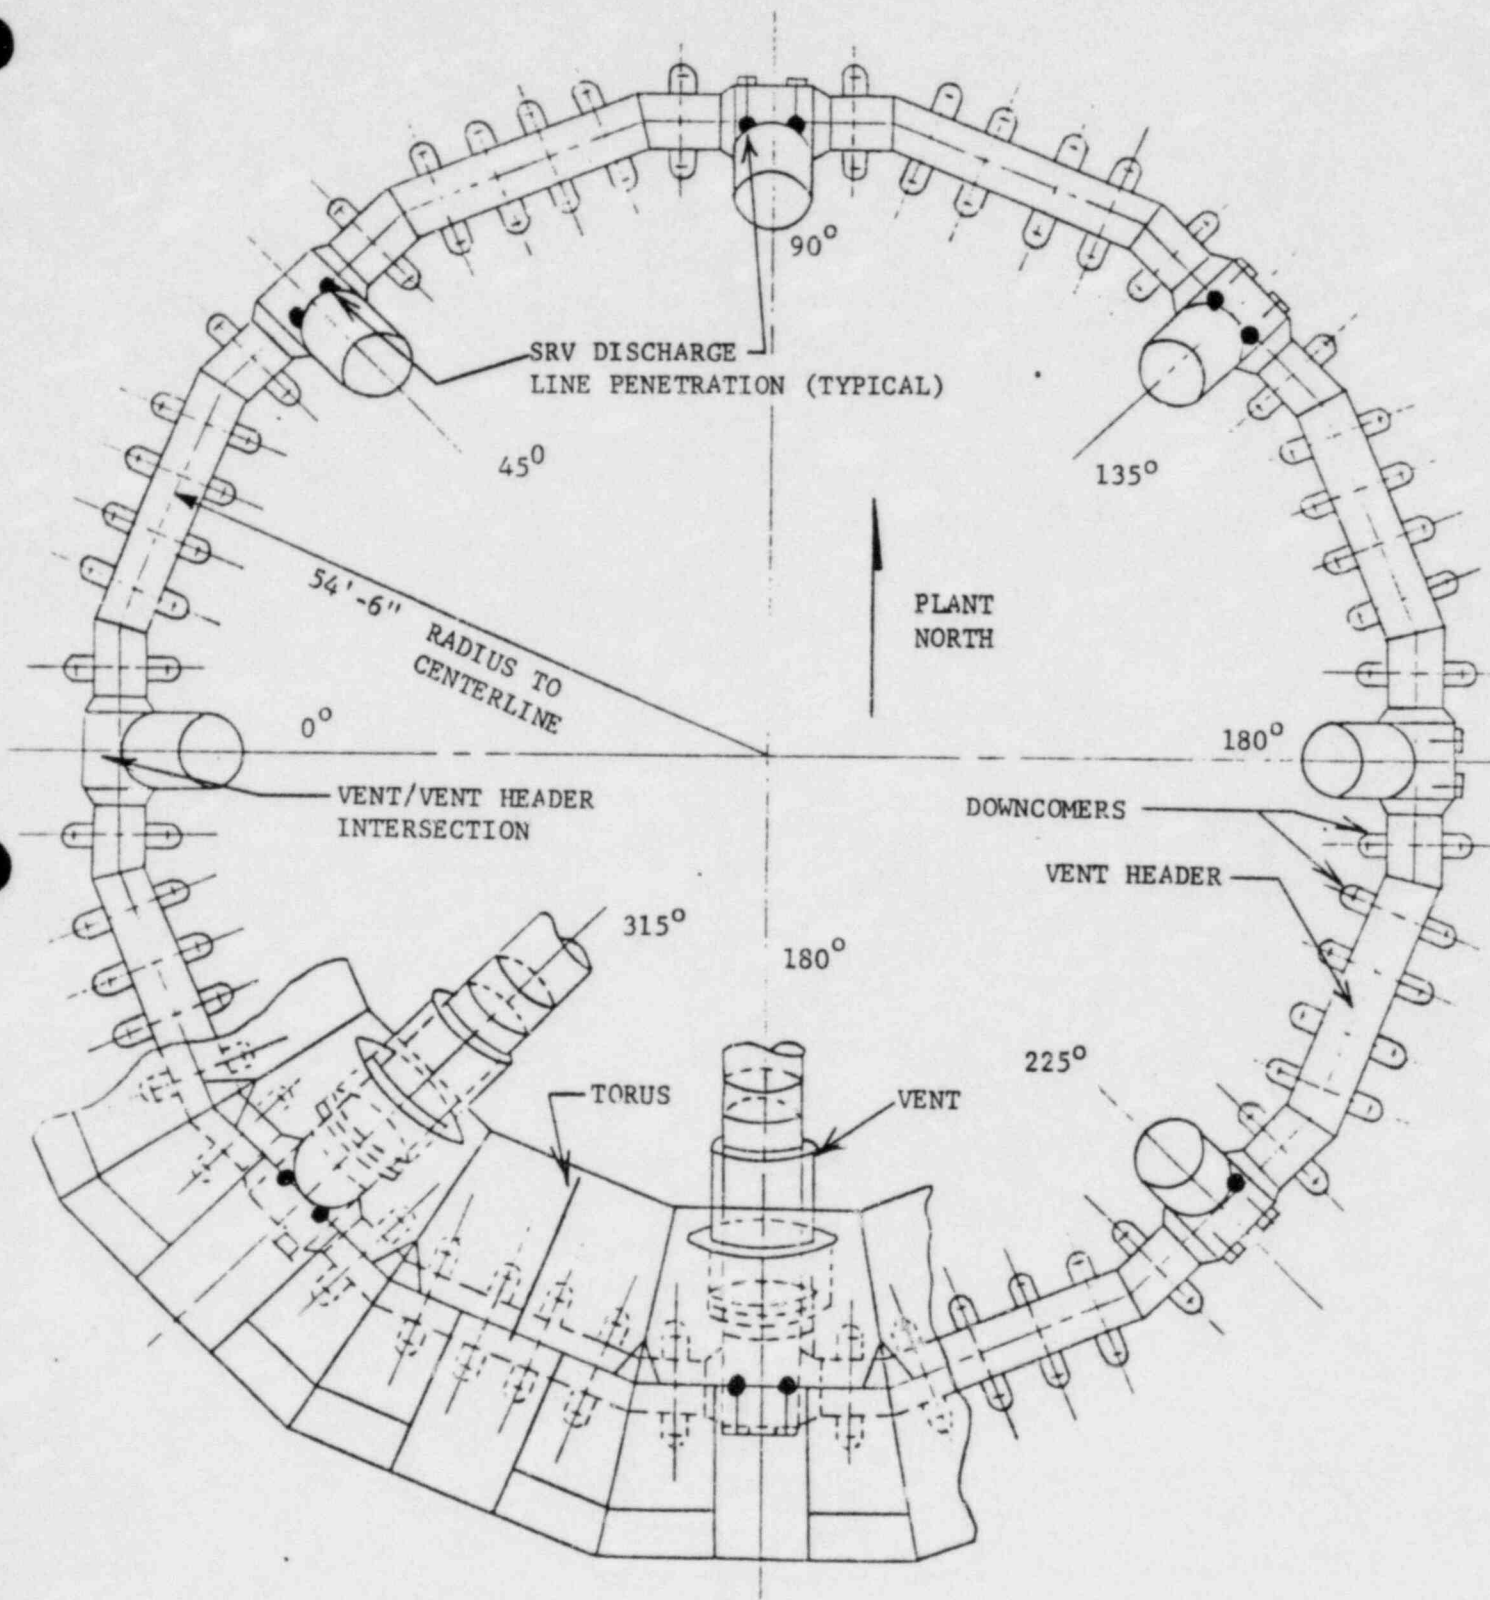 90°
SRV DISCHARGE
LINE PENETRATION (TYPICAL)
45°
135°
54'-6" RADIUS TO
CENTERLINE
PLANT
NORTH
0°
180°
VENT/VENT HEADER
INTERSECTION
DOWNCOMERS
VENT HEADER
315°
180°
225°
TORUS
VENT